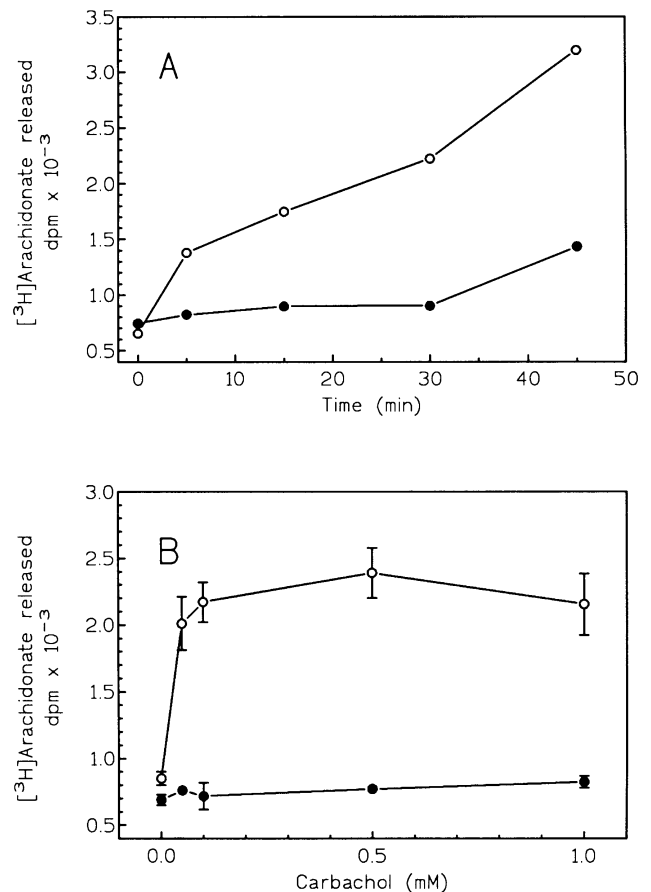 A
[³H]Arachidonate released
dpm x 10⁻³
3.5
3.0
2.5
2.0
1.5
1.0
0.5
0
10
20
30
40
50
Time (min)
B
[³H]Arachidonate released
dpm x 10⁻³
3.0
2.5
2.0
1.5
1.0
0.5
0.0
0.5
1.0
Carbachol (mM)